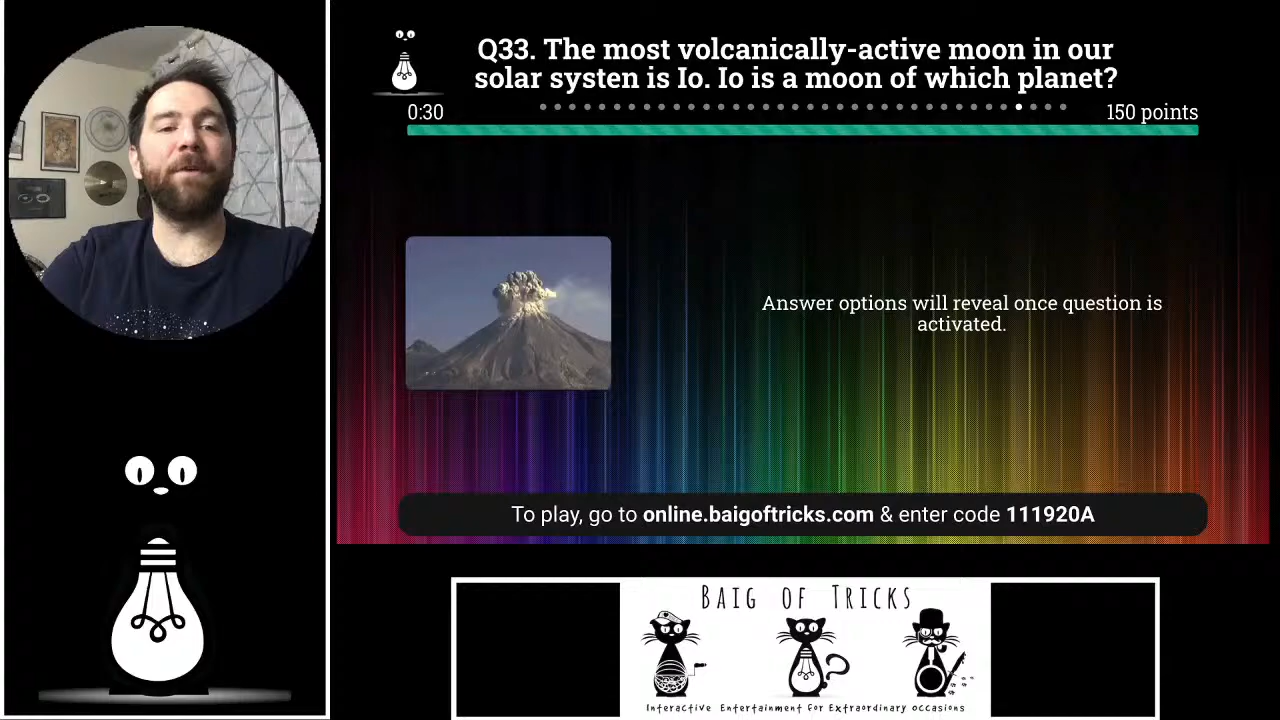 Q33. The most volcanically-active moon in our
solar systen is Io. Io is a moon of which planet?
0:30
150 points
Answer options will reveal once question is
activated.
To play, go to online.baigoftricks.com & enter code 111920A
BAIG OF TRICKS
Interactive Entertainment for Extraordinary Occasions